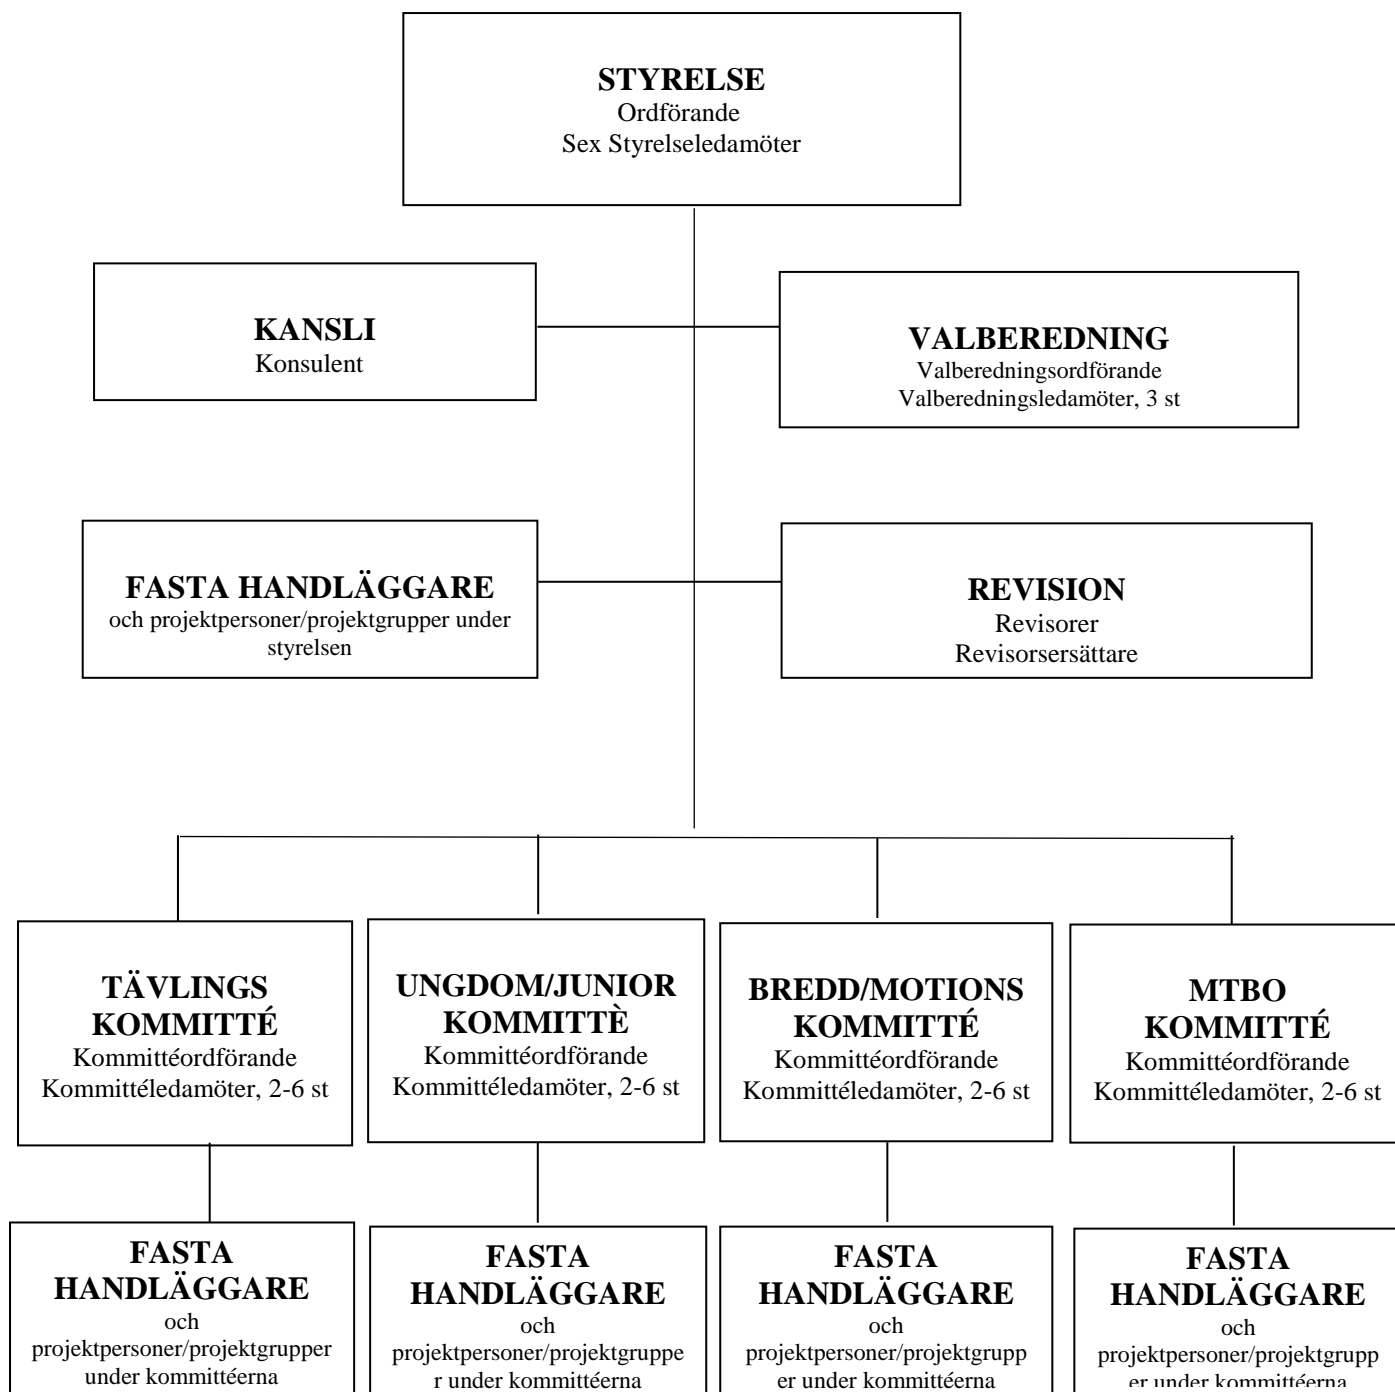 STYRELSE
Ordförande
Sex Styrelseledamöter
KANSLI
Konsulent
VALBEREDNING
Valberedningsordförande
Valberedningsledamöter, 3 st
FASTA HANDLÄGGARE
och projektpersoner/projektgrupper under
styrelsen
REVISION
Revisorer
Revisorsersättare
TÄVLINGS
KOMMITTÉ
Kommittéordförande
Kommittéledamöter, 2-6 st
UNGDOM/JUNIOR
KOMMITTÈ
Kommittéordförande
Kommittéledamöter, 2-6 st
BREDD/MOTIONS
KOMMITTÉ
Kommittéordförande
Kommittéledamöter, 2-6 st
MTBO
KOMMITTÉ
Kommittéordförande
Kommittéledamöter, 2-6 st
FASTA
HANDLÄGGARE
och
projektpersoner/projektgrupper
under kommittéerna
FASTA
HANDLÄGGARE
och
projektpersoner/projektgruppe
r under kommittéerna
FASTA
HANDLÄGGARE
och
projektpersoner/projektgrupp
er under kommittéerna
FASTA
HANDLÄGGARE
och
projektpersoner/projektgrupp
er under kommittéerna